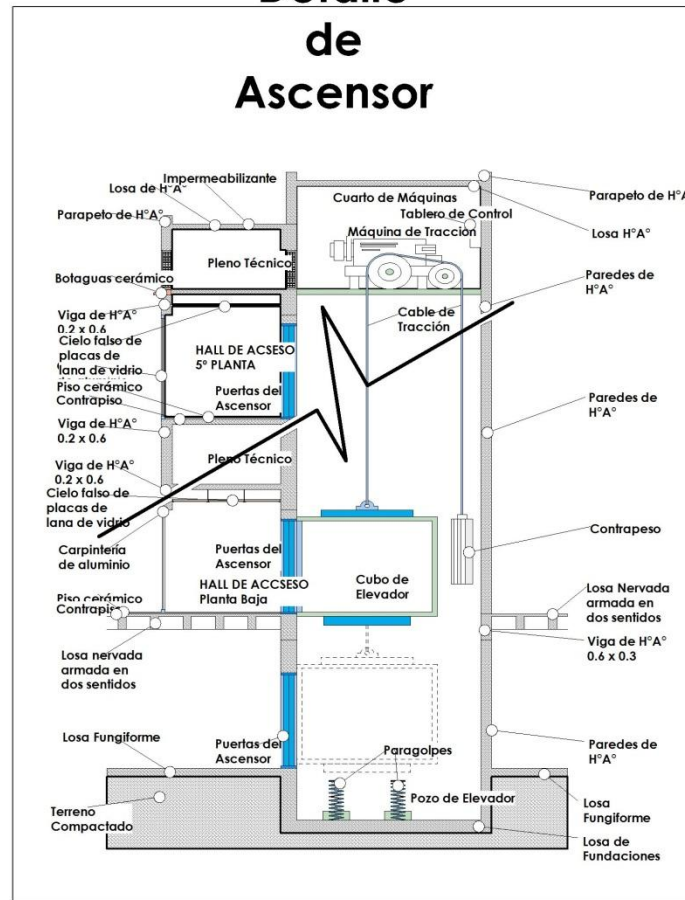 Detalle
de
Ascensor
Impermeabilizante
Losa de H°A°
Parapeto de H°A°
Botaguas cerámico
Viga de H°A°
0.2 x 0.6
Cielo falso de
placas de
lana de vidrio
Piso cerámico
Contrapiso
Viga de H°A°
0.2 x 0.6
Viga de H°A°
0.2 x 0.6
Cielo falso de
placas de
lana de vidrio
Carpintería
de aluminio
Piso cerámico
Contrapiso
Losa nervada
armada en
dos sentidos
Losa Fungiforme
Terreno
Compactado
Pleno Técnico
HALL DE ACSESO
5º PLANTA
Puertas del
Ascensor
Pleno Técnico
Puertas del
Ascensor
HALL DE ACCSESO
Planta Baja
Puertas del
Ascensor
Cuarto de Máquinas
Tablero de Control
Máquina de Tracción
Cable de
Tracción
Cubo de
Elevador
Paragolpes
Pozo de Elevador
Parapeto de H°A
Losa H°A°
Paredes de
H°A°
Paredes de
H°A°
Contrapeso
Losa Nervada
armada en
dos sentidos
Viga de H°A°
0.6 x 0.3
Paredes de
H°A°
Losa
Fungiforme
Losa de
Fundaciones